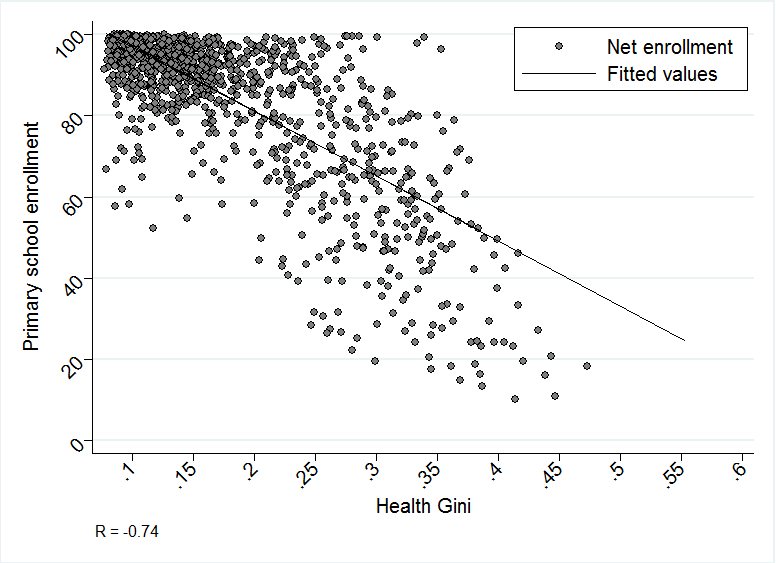 Net enrollment
Fitted values
Primary school enrollment
100
80
60
40
20
0
.1 .15 .2 .25 .3 .35 .4 .45 .5 .55 .6
Health Gini
R = -0.74